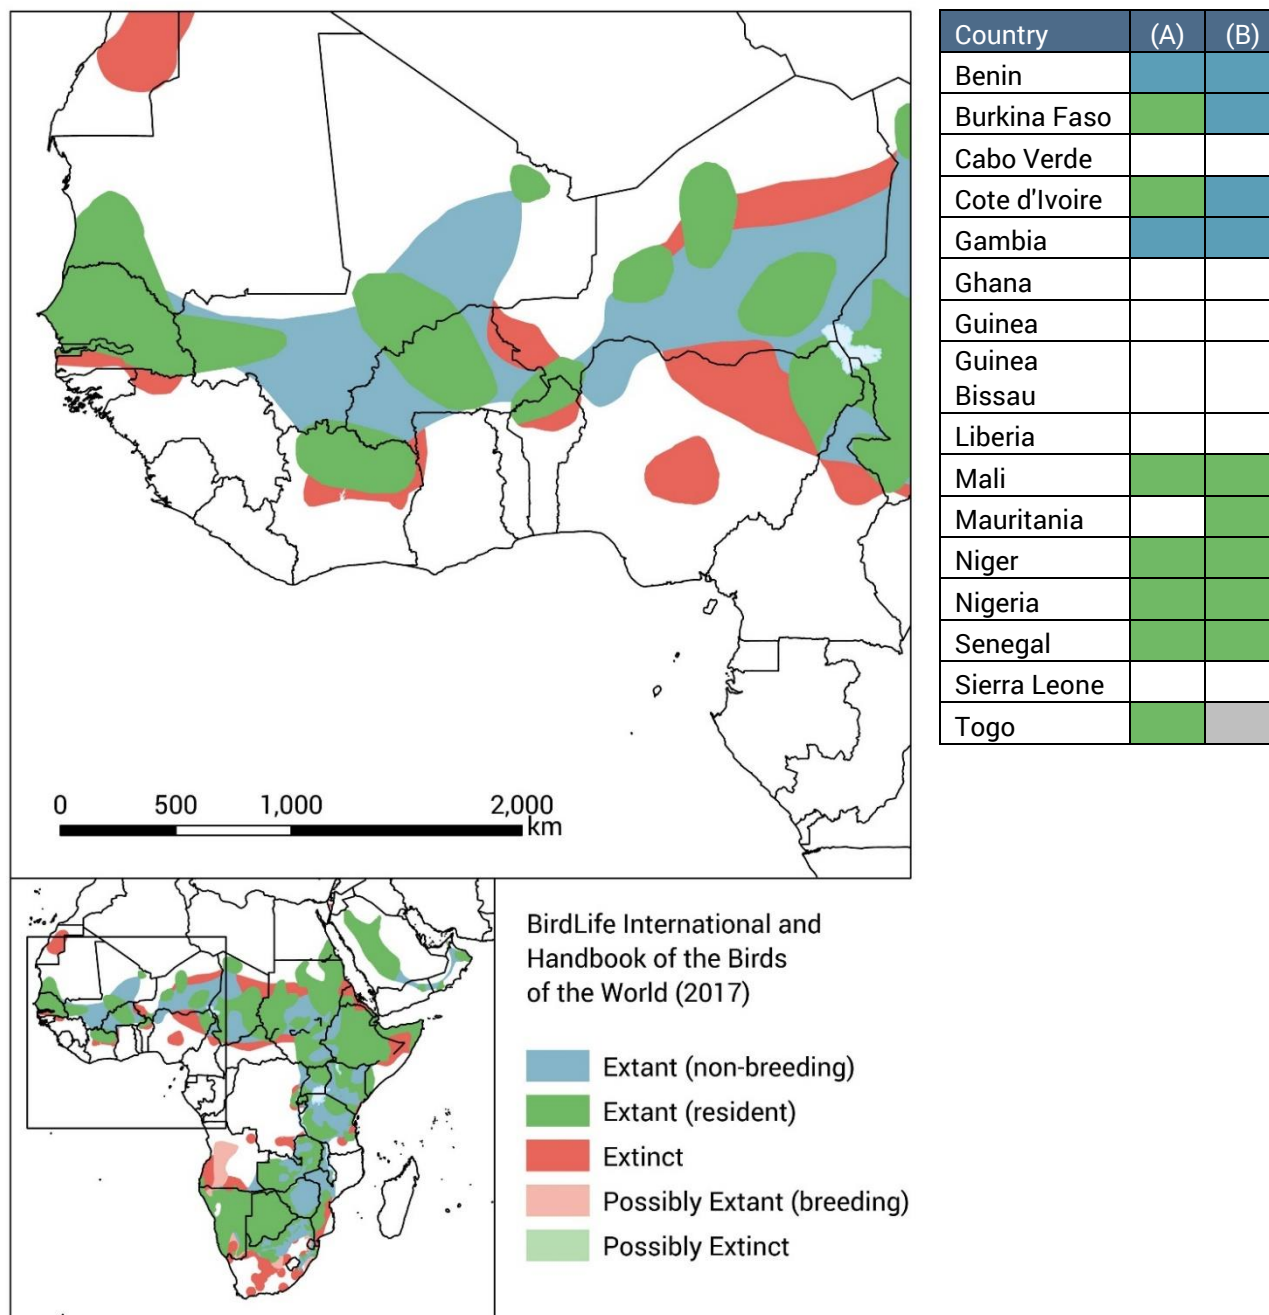 Country (A) (B)
Benin
Burkina Faso
Cabo Verde
Cote d'Ivoire
Gambia
Ghana
Guinea
Guinea
Bissau
Liberia
Mali
Mauritania
Niger
Nigeria
Senegal
Sierra Leone
Togo
0 500 1,000 2,000
km
BirdLife International and
Handbook of the Birds
of the World (2017)
Extant (non-breeding)
Extant (resident)
Extinct
Possibly Extant (breeding)
Possibly Extinct